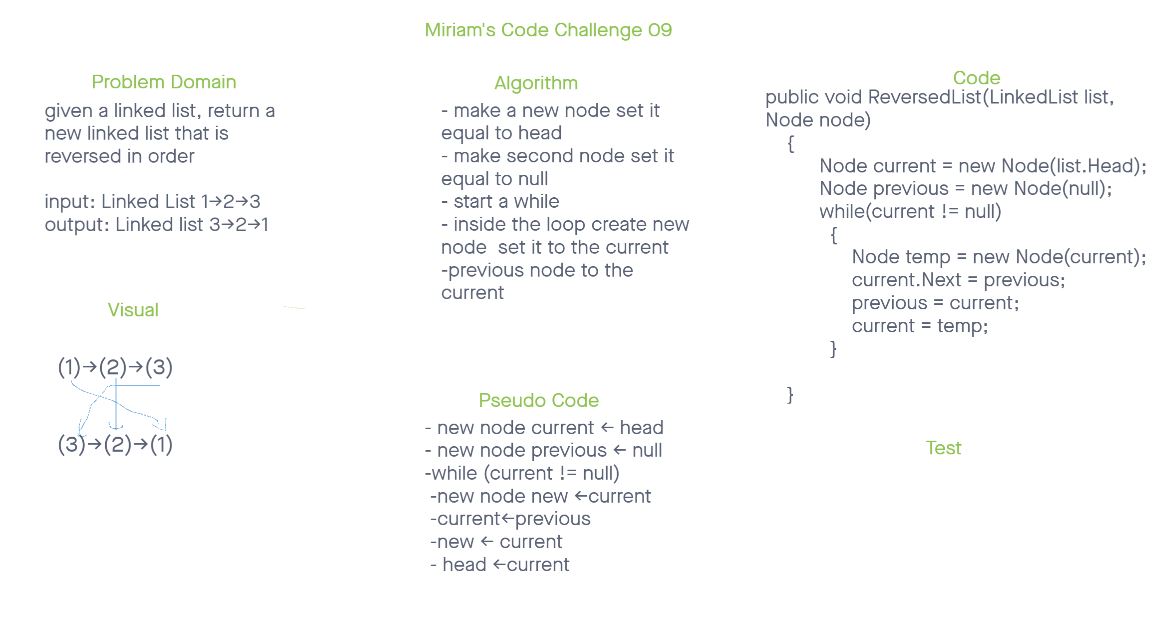 Miriam's Code Challenge 09
Problem Domain
given a linked list, return a
new linked list that is
reversed in order
input: Linked List 1→2→3
output: Linked list 3→2→1
Visual
(1)→(2)→(3)
(3)→(2)→(1)
Algorithm
- make a new node set it
equal to head
- make second node set it
equal to null
- start a while
- inside the loop create new
node  set it to the current
-previous node to the
current
Pseudo Code
- new node current ← head
- new node previous ← null
-while (current != null)
-new node new ←current
-current←previous
-new ← current
- head ←current
Code
public void ReversedList(LinkedList list,
Node node)
{
Node current = new Node(list.Head);
Node previous = new Node(null);
while(current != null)
{
Node temp = new Node(current);
current.Next = previous;
previous = current;
current = temp;
}
}
Test